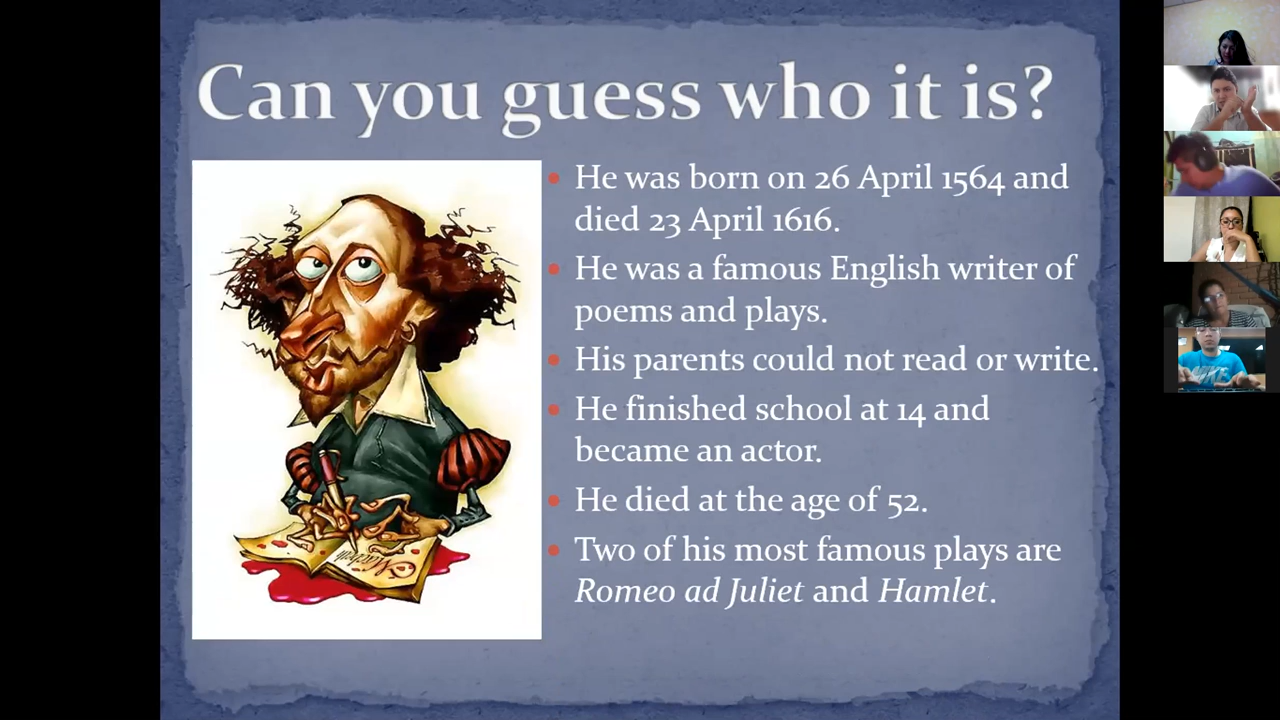 Can you guess who it is?
He was born on 26 April 1564 and
died 23 April 1616.
He was a famous English writer of
poems and plays.
His parents could not read or write.
He finished school at 14 and
became an actor.
He died at the age of 52.
Two of his most famous plays are
Romeo ad Juliet and Hamlet.
Macbeth
NIKE